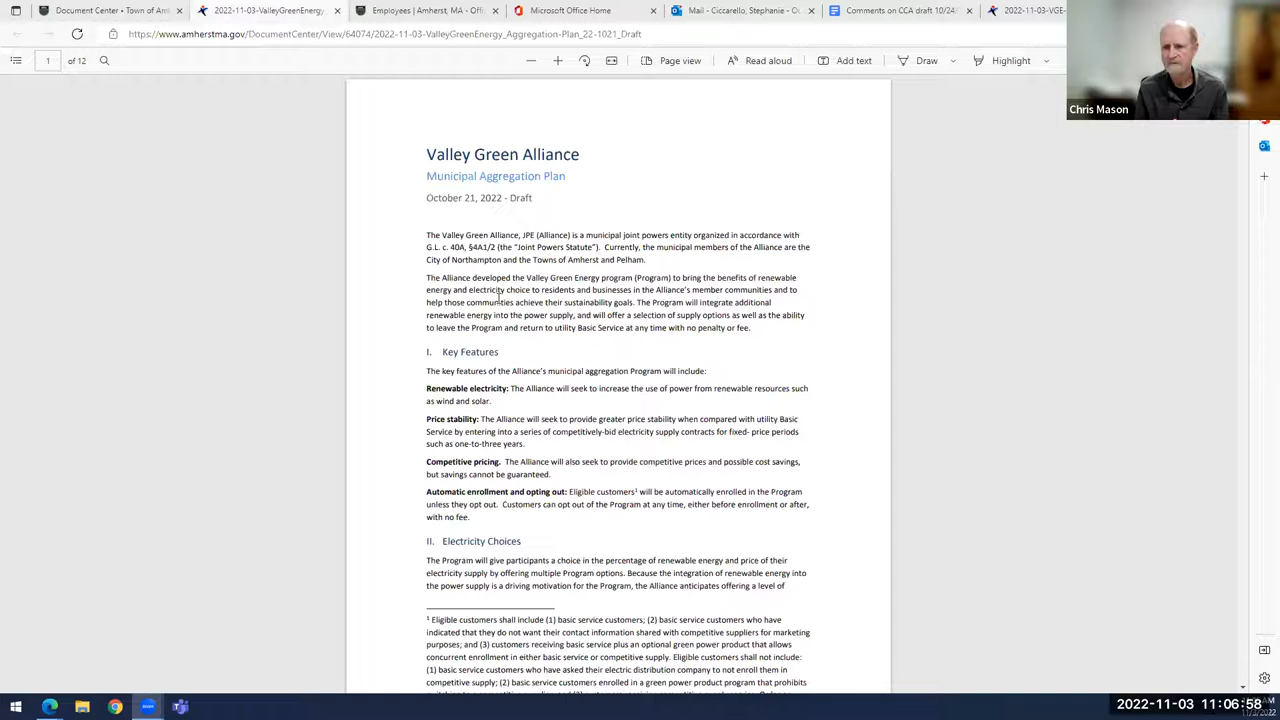 Document Center • Town of Am
2022-11-03-ValleyGreenEnergy_
Employees | Amherst, MA - Offi
Microsoft Office Home
Mail - Ciccarello, Stephanie - Ou
Comments on CCA draft 10/24/
2022-11-03-VGE-
https://www.amherstma.gov/DocumentCenter/View/64074/2022-11-03-ValleyGreenEnergy_Aggregation-Plan_22-1021_Draft
1 of 12
Page view
Read aloud
Add text
Draw
Highlight
Chris Mason
Valley Green Alliance
Municipal Aggregation Plan
October 21, 2022 - Draft
The Valley Green Alliance, JPE (Alliance) is a municipal joint powers entity organized in accordance with
G.L. c. 40A, §4A1/2 (the “Joint Powers Statute”). Currently, the municipal members of the Alliance are the
City of Northampton and the Towns of Amherst and Pelham.
The Alliance developed the Valley Green Energy program (Program) to bring the benefits of renewable
energy and electricity choice to residents and businesses in the Alliance’s member communities and to
help those communities achieve their sustainability goals. The Program will integrate additional
renewable energy into the power supply, and will offer a selection of supply options as well as the ability
to leave the Program and return to utility Basic Service at any time with no penalty or fee.
I. Key Features
The key features of the Alliance’s municipal aggregation Program will include:
Renewable electricity: The Alliance will seek to increase the use of power from renewable resources such
as wind and solar.
Price stability: The Alliance will seek to provide greater price stability when compared with utility Basic
Service by entering into a series of competitively-bid electricity supply contracts for fixed- price periods
such as one-to-three years.
Competitive pricing. The Alliance will also seek to provide competitive prices and possible cost savings,
but savings cannot be guaranteed.
Automatic enrollment and opting out: Eligible customers1 will be automatically enrolled in the Program
unless they opt out. Customers can opt out of the Program at any time, either before enrollment or after,
with no fee.
II. Electricity Choices
The Program will give participants a choice in the percentage of renewable energy and price of their
electricity supply by offering multiple Program options. Because the integration of renewable energy into
the power supply is a driving motivation for the Program, the Alliance anticipates offering a level of
1 Eligible customers shall include (1) basic service customers; (2) basic service customers who have
indicated that they do not want their contact information shared with competitive suppliers for marketing
purposes; and (3) customers receiving basic service plus an optional green power product that allows
concurrent enrollment in either basic service or competitive supply. Eligible customers shall not include:
(1) basic service customers who have asked their electric distribution company to not enroll them in
competitive supply; (2) basic service customers enrolled in a green power product program that prohibits
2022-11-03 11:06:58